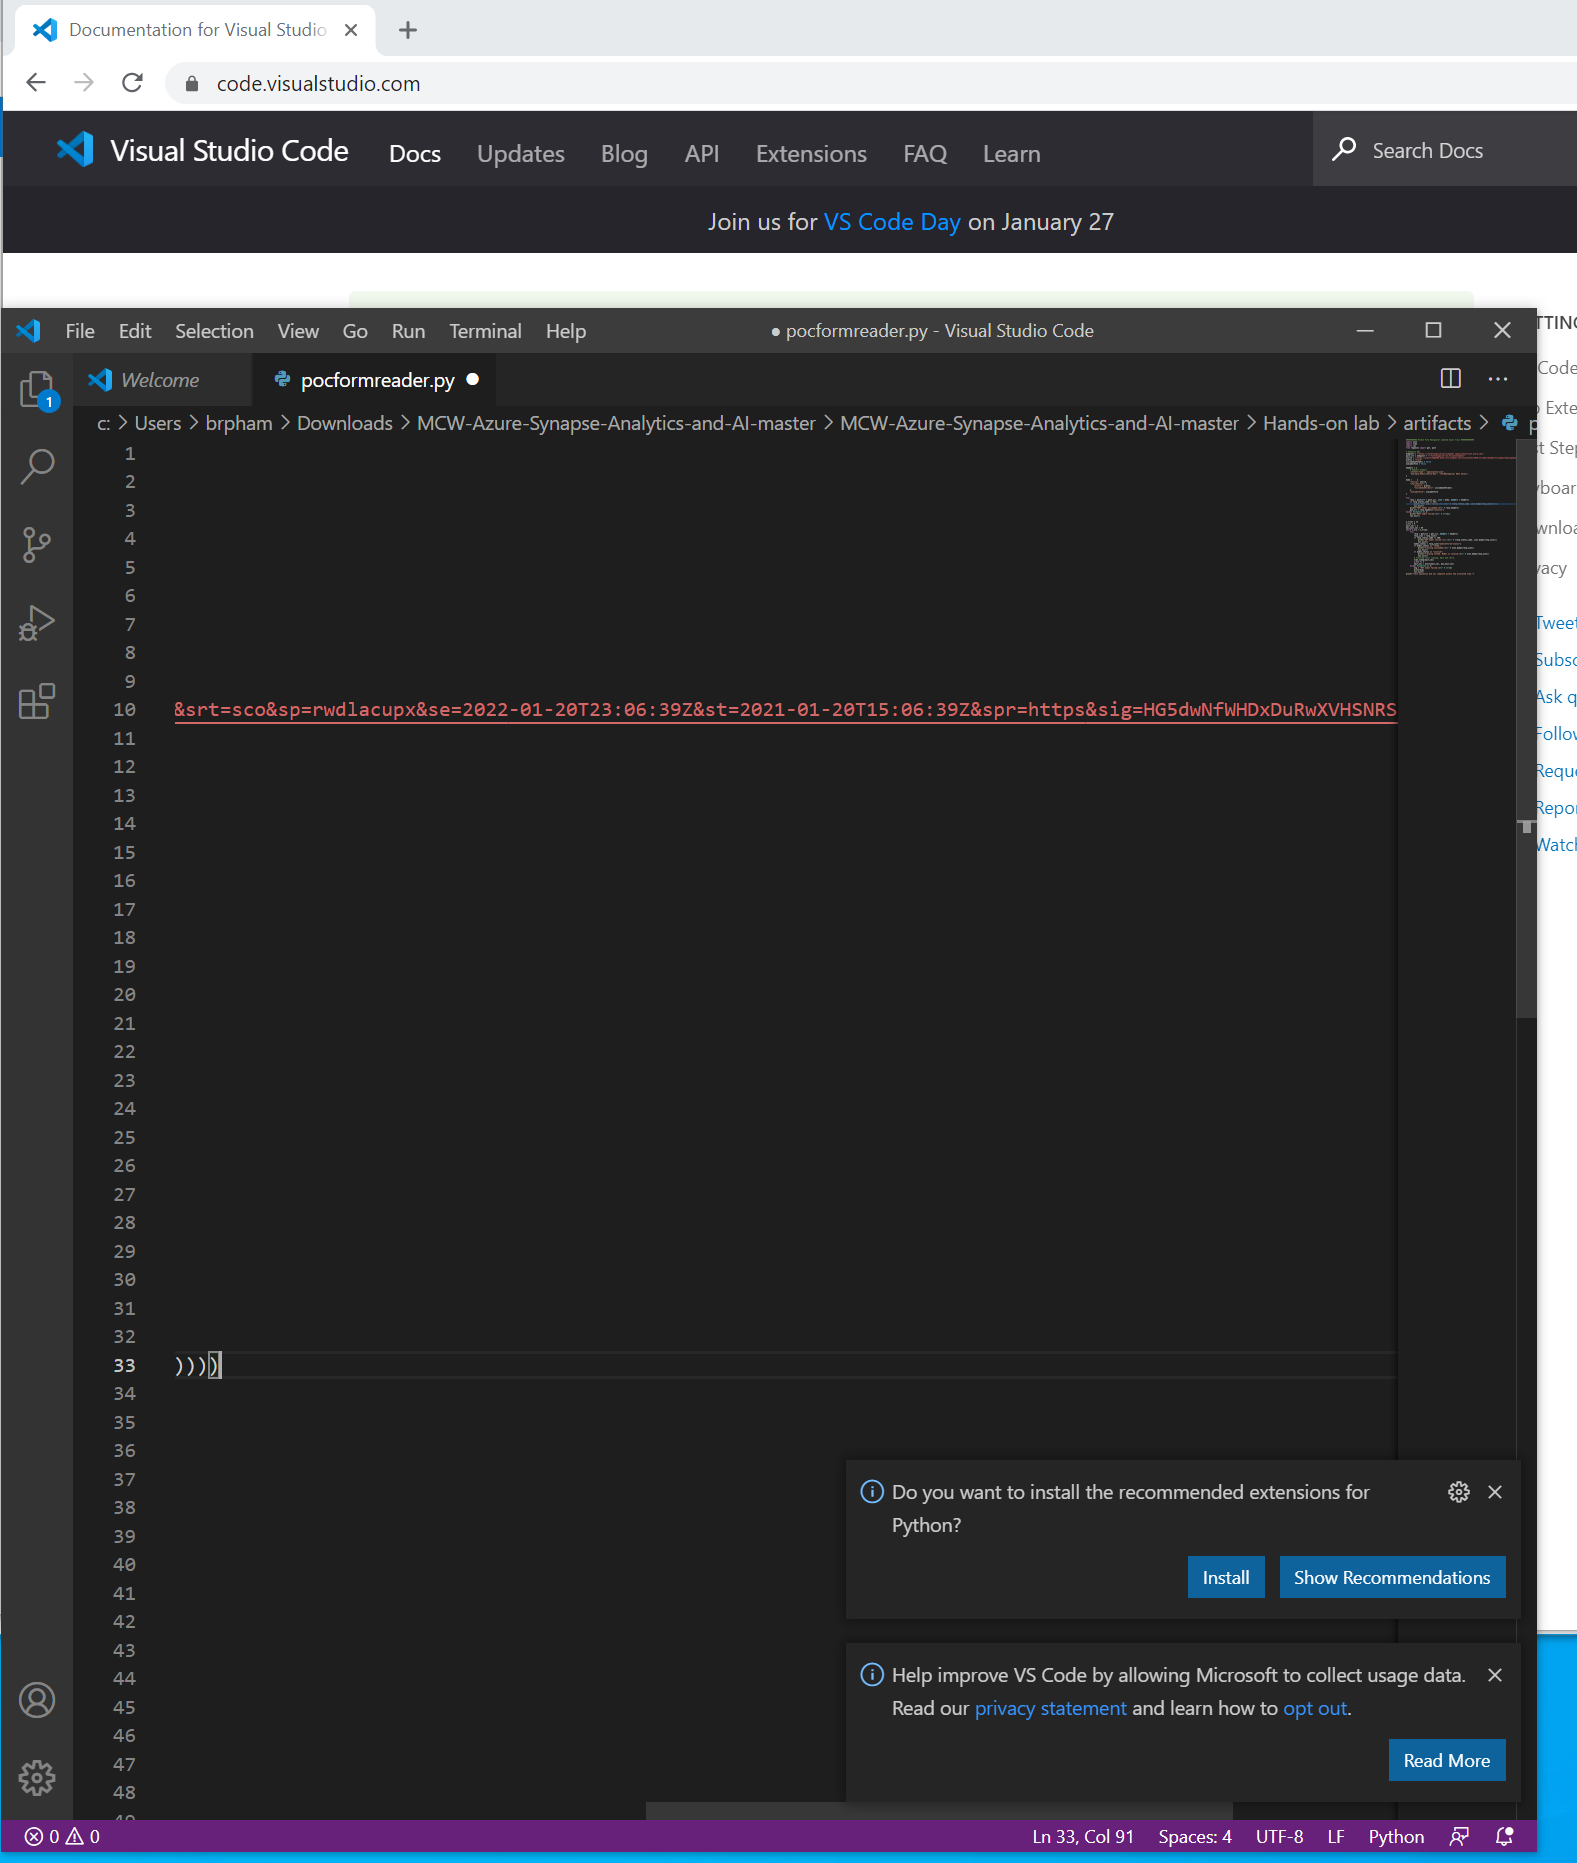 Documentation for Visual Studio
code.visualstudio.com
Visual Studio Code Docs Updates Blog API Extensions FAQ Learn Search Docs
Join us for VS Code Day on January 27
File Edit Selection View Go Run Terminal Help ● pocformreader.py - Visual Studio Code
1 Welcome pocformreader.py
c: > Users > brpham > Downloads > MCW-Azure-Synapse-Analytics-and-AI-master > MCW-Azure-Synapse-Analytics-and-AI-master > Hands-on lab > artifacts > p
1
2
3
4
5
6
7
8
9
10 &srt=sco&sp=rwdlacupx&se=2022-01-20T23:06:39Z&st=2021-01-20T15:06:39Z&spr=https&sig=HG5dwNfWHDxDuRwXVHSNRS
11
12
13
14
15
16
17
18
19
20
21
22
23
24
25
26
27
28
29
30
31
32
33 ))))
34
35
36
37
38
39
40
41
42
43
44
45
46
47
48
Code
Tweet
Ask q
Follow
Watch
Do you want to install the recommended extensions for
Python?
Install Show Recommendations
Help improve VS Code by allowing Microsoft to collect usage data.
Read our privacy statement and learn how to opt out.
Read More
0 0 Ln 33, Col 91 Spaces: 4 UTF-8 LF Python